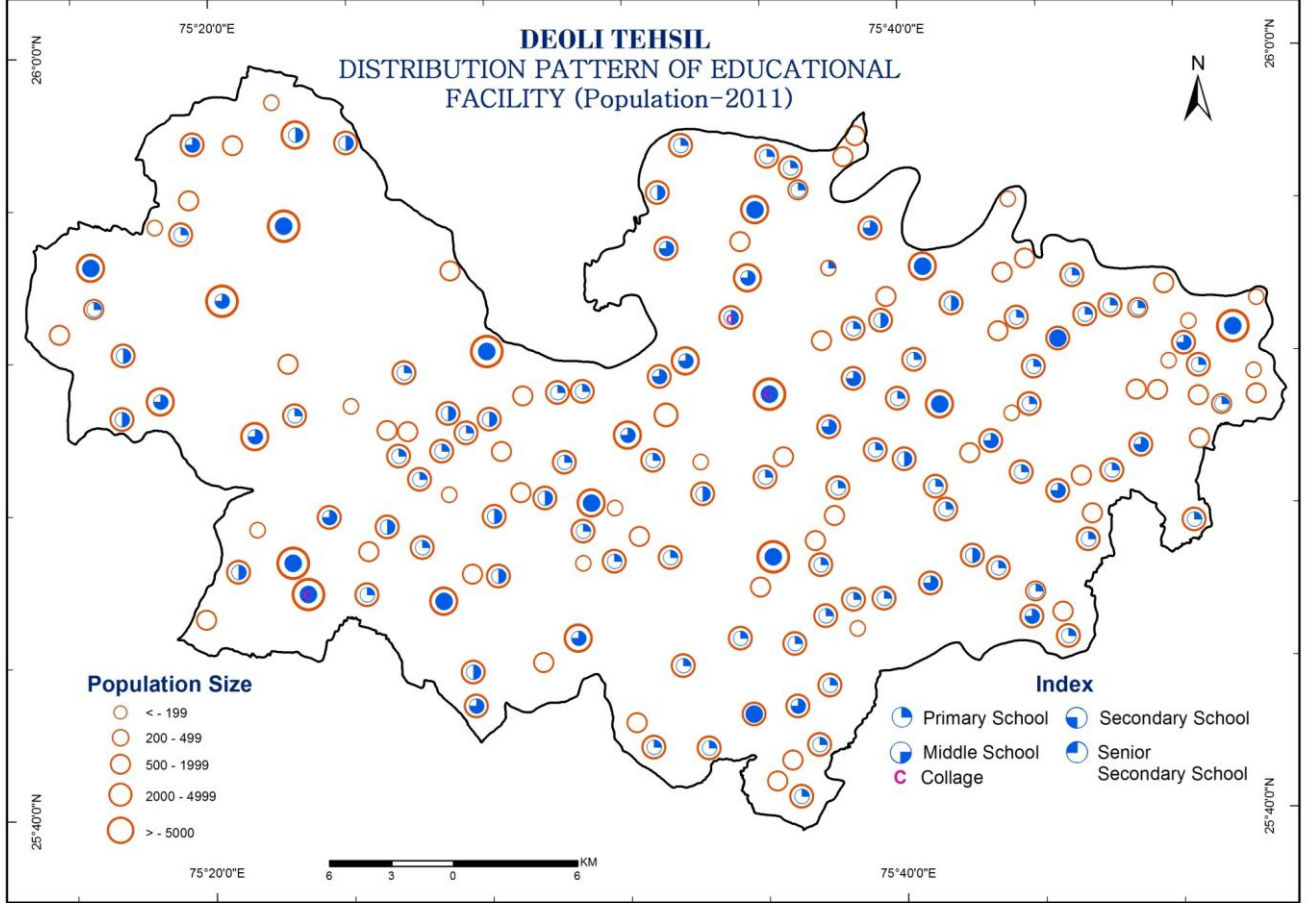 75°20'0"E
75°40'0"E
26°0'0"N
26°0'0"N
DEOLI TEHSIL
DISTRIBUTION PATTERN OF EDUCATIONAL
FACILITY (Population-2011)
N
C
C
C
Population Size
< - 199
200 - 499
500 - 1999
2000 - 4999
> - 5000
Index
Primary School
Secondary School
Middle School
Senior
Secondary School
C Collage
25°40'0"N
25°40'0"N
6 3 0 6 KM
75°20'0"E
75°40'0"E